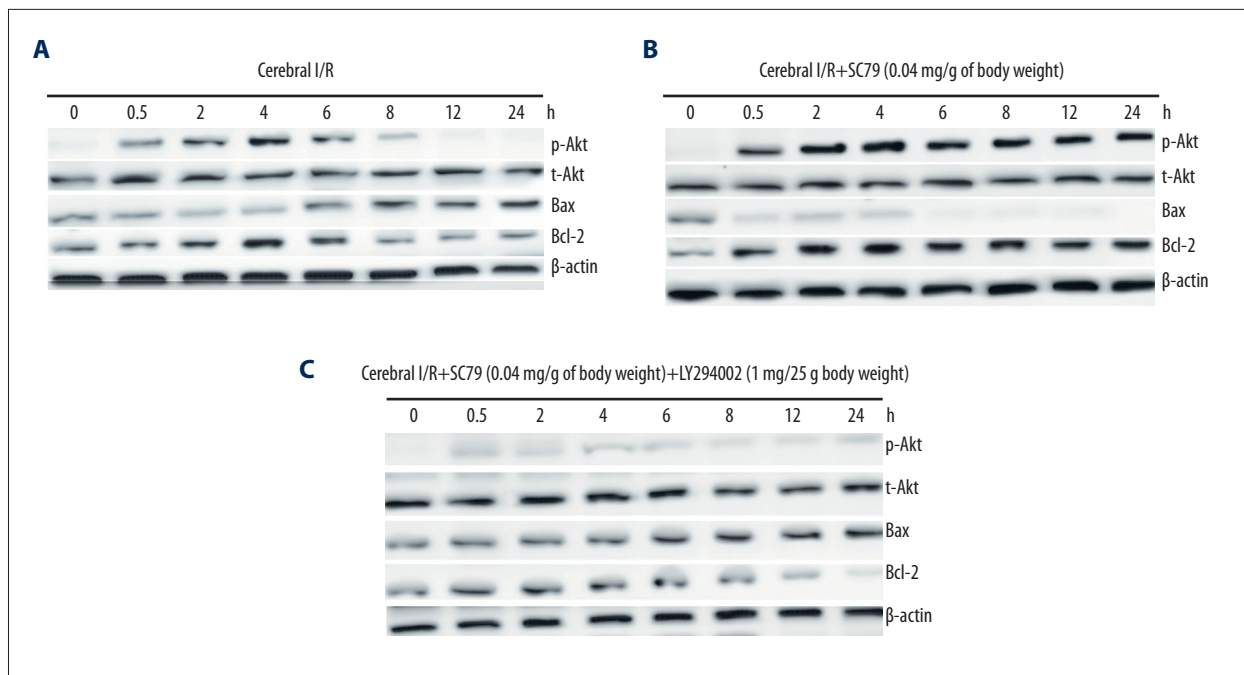 A
Cerebral I/R
0 0.5 2 4 6 8 12 24 h
p-Akt
t-Akt
Bax
Bcl-2
β-actin
B
Cerebral I/R+SC79 (0.04 mg/g of body weight)
0 0.5 2 4 6 8 12 24 h
p-Akt
t-Akt
Bax
Bcl-2
β-actin
C
Cerebral I/R+SC79 (0.04 mg/g of body weight)+LY294002 (1 mg/25 g body weight)
0 0.5 2 4 6 8 12 24 h
p-Akt
t-Akt
Bax
Bcl-2
β-actin